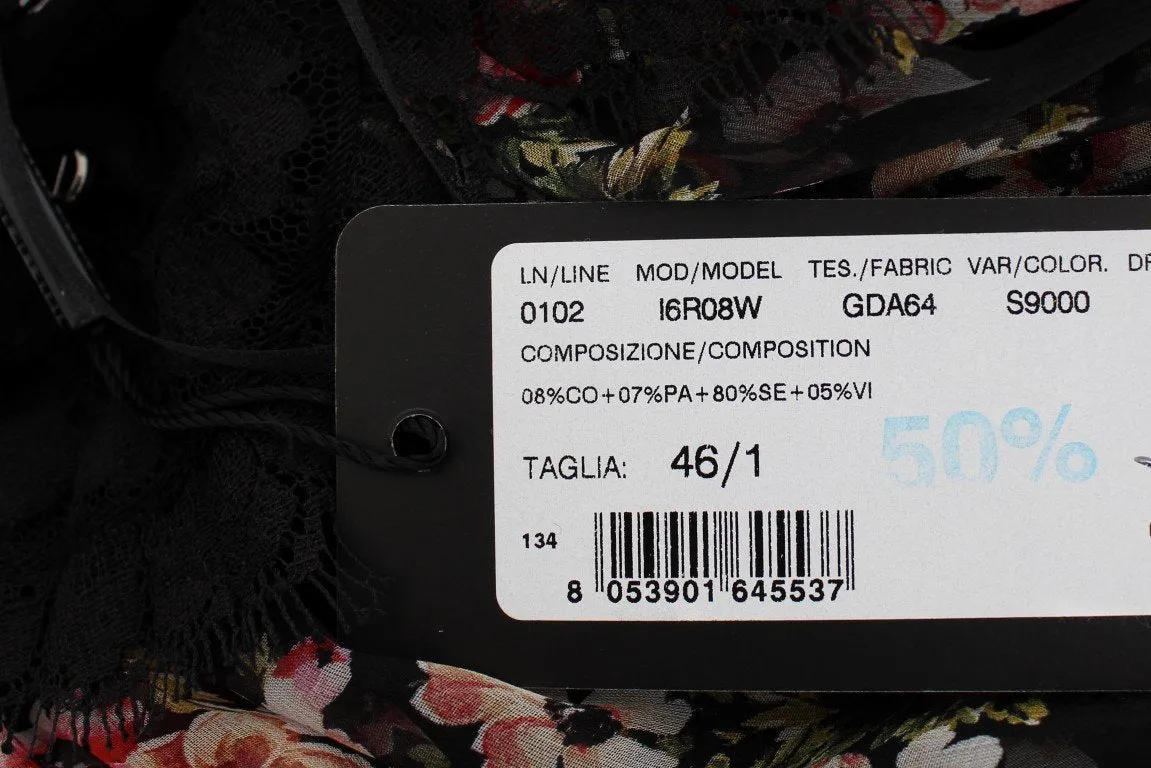 LN/LINE MOD/MODEL TES./FABRIC VAR/COLOR.
0102 I6R08W GDA64 S9000
COMPOSIZIONE/COMPOSITION
08%CO+07%PA+80%SE+05%VI
50%
TAGLIA: 46/1
134
8 053901 645537